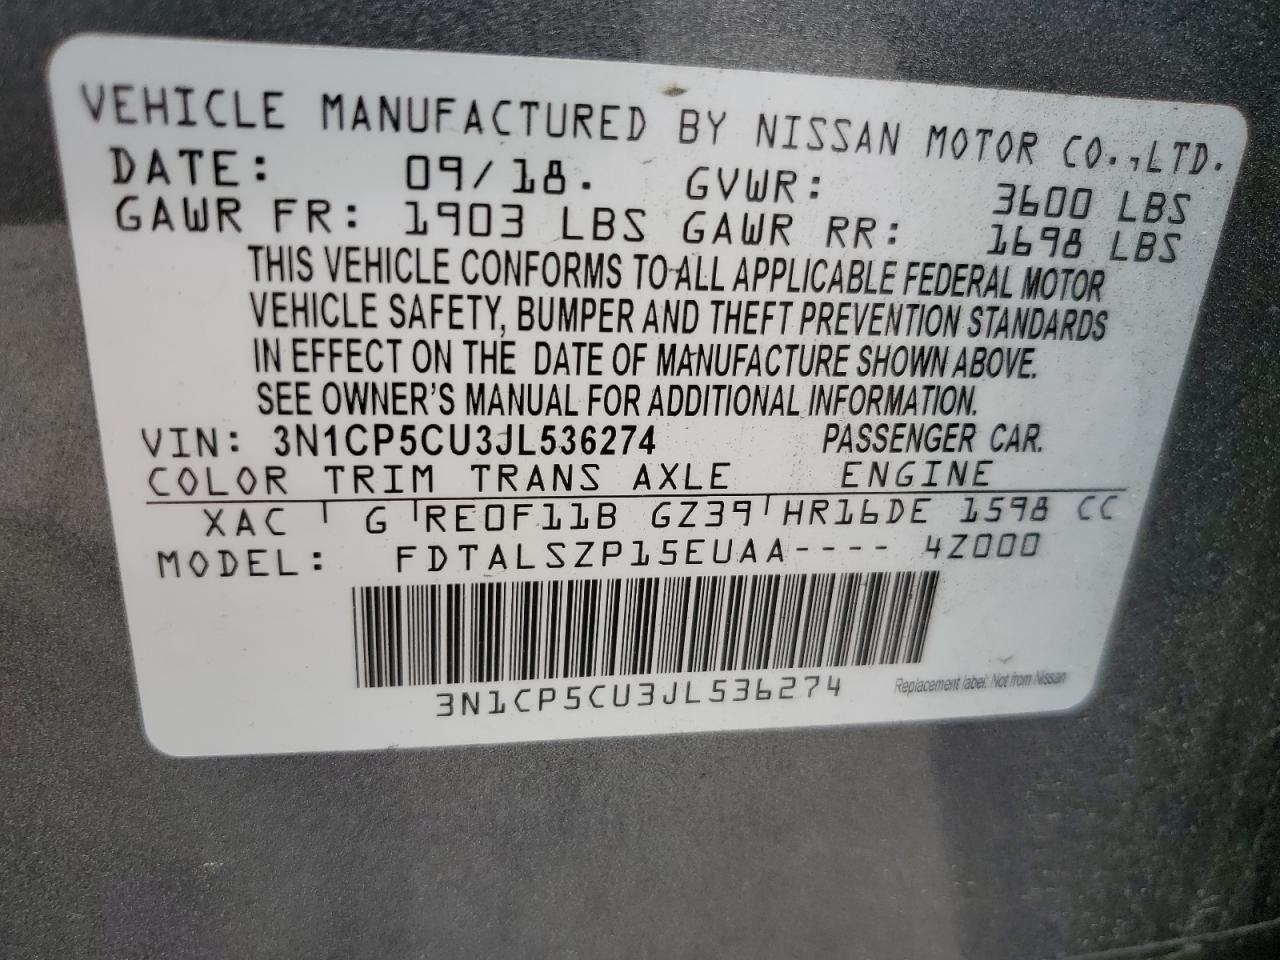 VEHICLE MANUFACTURED BY NISSAN MOTOR CO.,LTD.
DATE: 09/18. GVWR: 3600 LBS
GAWR FR: 1903 LBS GAWR RR: 1698 LBS
THIS VEHICLE CONFORMS TO ALL APPLICABLE FEDERAL MOTOR
VEHICLE SAFETY, BUMPER AND THEFT PREVENTION STANDARDS
IN EFFECT ON THE DATE OF MANUFACTURE SHOWN ABOVE.
SEE OWNER'S MANUAL FOR ADDITIONAL INFORMATION.
VIN: 3N1CP5CU3JL536274 PASSENGER CAR.
COLOR TRIM TRANS AXLE ENGINE
XAC G RE0F11B GZ39 HR16DE 1598 CC
MODEL: FDTALSZP15EUAA---- 4Z000
3N1CP5CU3JL536274
Replacement label: Not from Nissan